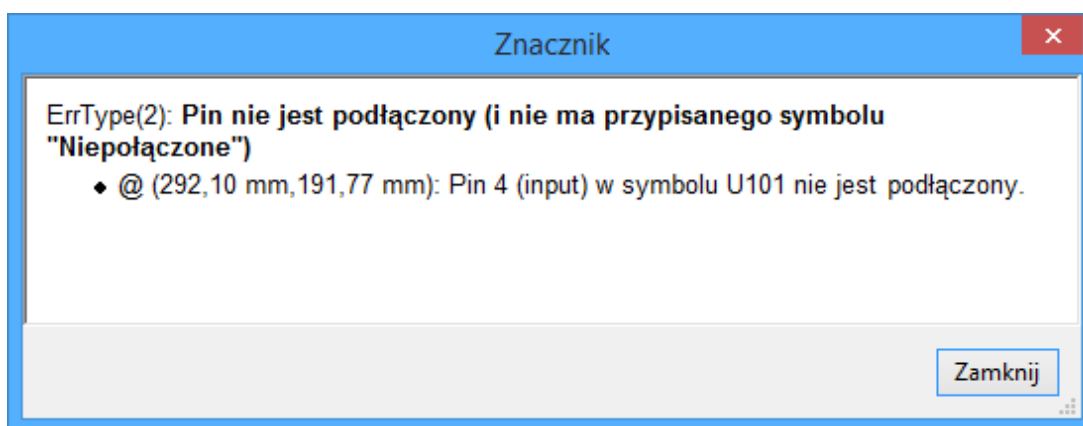 Znacznik
ErrType(2): Pin nie jest podłączony (i nie ma przypisanego symbolu
"Niepołączone")
◆ @ (292,10 mm,191,77 mm): Pin 4 (input) w symbolu U101 nie jest podłączony.
Zamknij